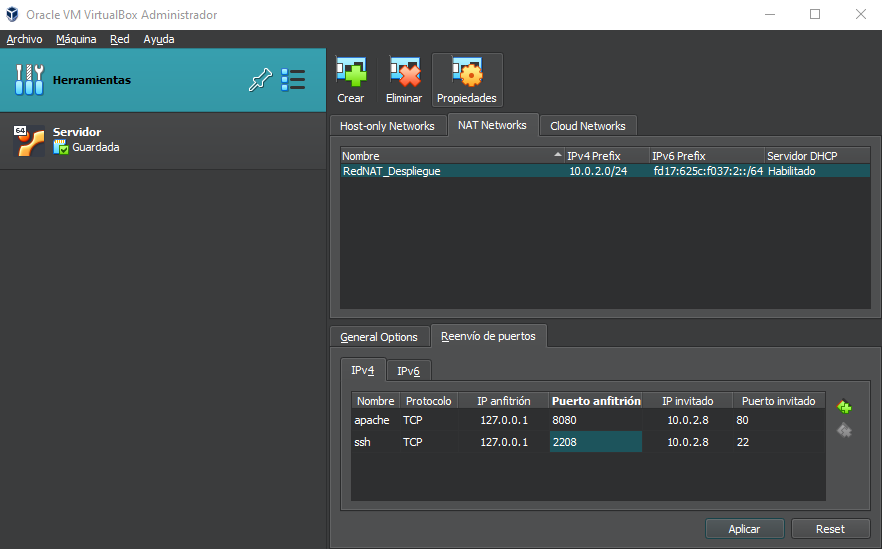 Oracle VM VirtualBox Administrador
Archivo Máquina Red Ayuda
Herramientas
64
Servidor
Guardada
Crear Eliminar Propiedades
Host-only Networks NAT Networks Cloud Networks
Nombre IPv4 Prefix IPv6 Prefix Servidor DHCP
RedNAT_Despliegue 10.0.2.0/24 fd17:625c:f037:2::/64 Habilitado
General Options Reenvío de puertos
IPv4 IPv6
Nombre Protocolo IP anfitrión Puerto anfitrión IP invitado Puerto invitado
apache TCP 127.0.0.1 8080 10.0.2.8 80
ssh TCP 127.0.0.1 2208 10.0.2.8 22
Aplicar Reset